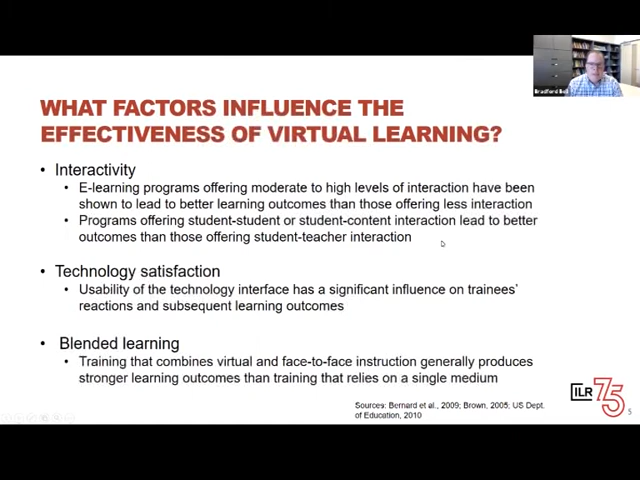 Bradford Bell
WHAT FACTORS INFLUENCE THE
EFFECTIVENESS OF VIRTUAL LEARNING?
• Interactivity
• E-learning programs offering moderate to high levels of interaction have been
shown to lead to better learning outcomes than those offering less interaction
• Programs offering student-student or student-content interaction lead to better
outcomes than those offering student-teacher interaction
• Technology satisfaction
• Usability of the technology interface has a significant influence on trainees'
reactions and subsequent learning outcomes
• Blended learning
• Training that combines virtual and face-to-face instruction generally produces
stronger learning outcomes than training that relies on a single medium
Sources: Bernard et al., 2009; Brown, 2005; US Dept.
of Education, 2010
ILR 75
5